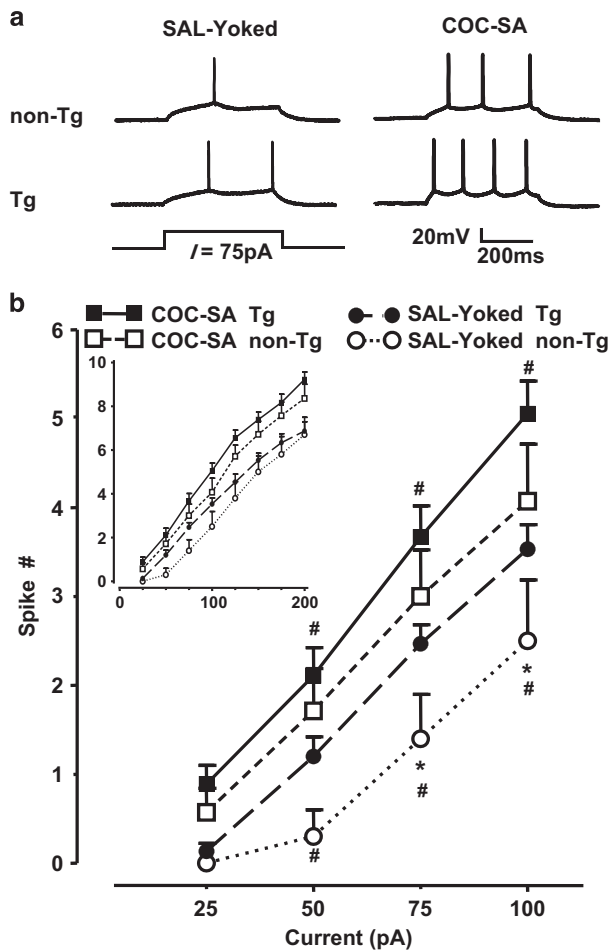 a
SAL-Yoked COC-SA
non-Tg
Tg
I = 75pA
20mV
200ms
b
COC-SA Tg SAL-Yoked Tg
COC-SA non-Tg SAL-Yoked non-Tg
6
5
4
3
2
1
0
Spike #
10
8
6
4
2
0
0 100 200
#
#
#
#
*
#
*
#
25 50 75 100
Current (pA)